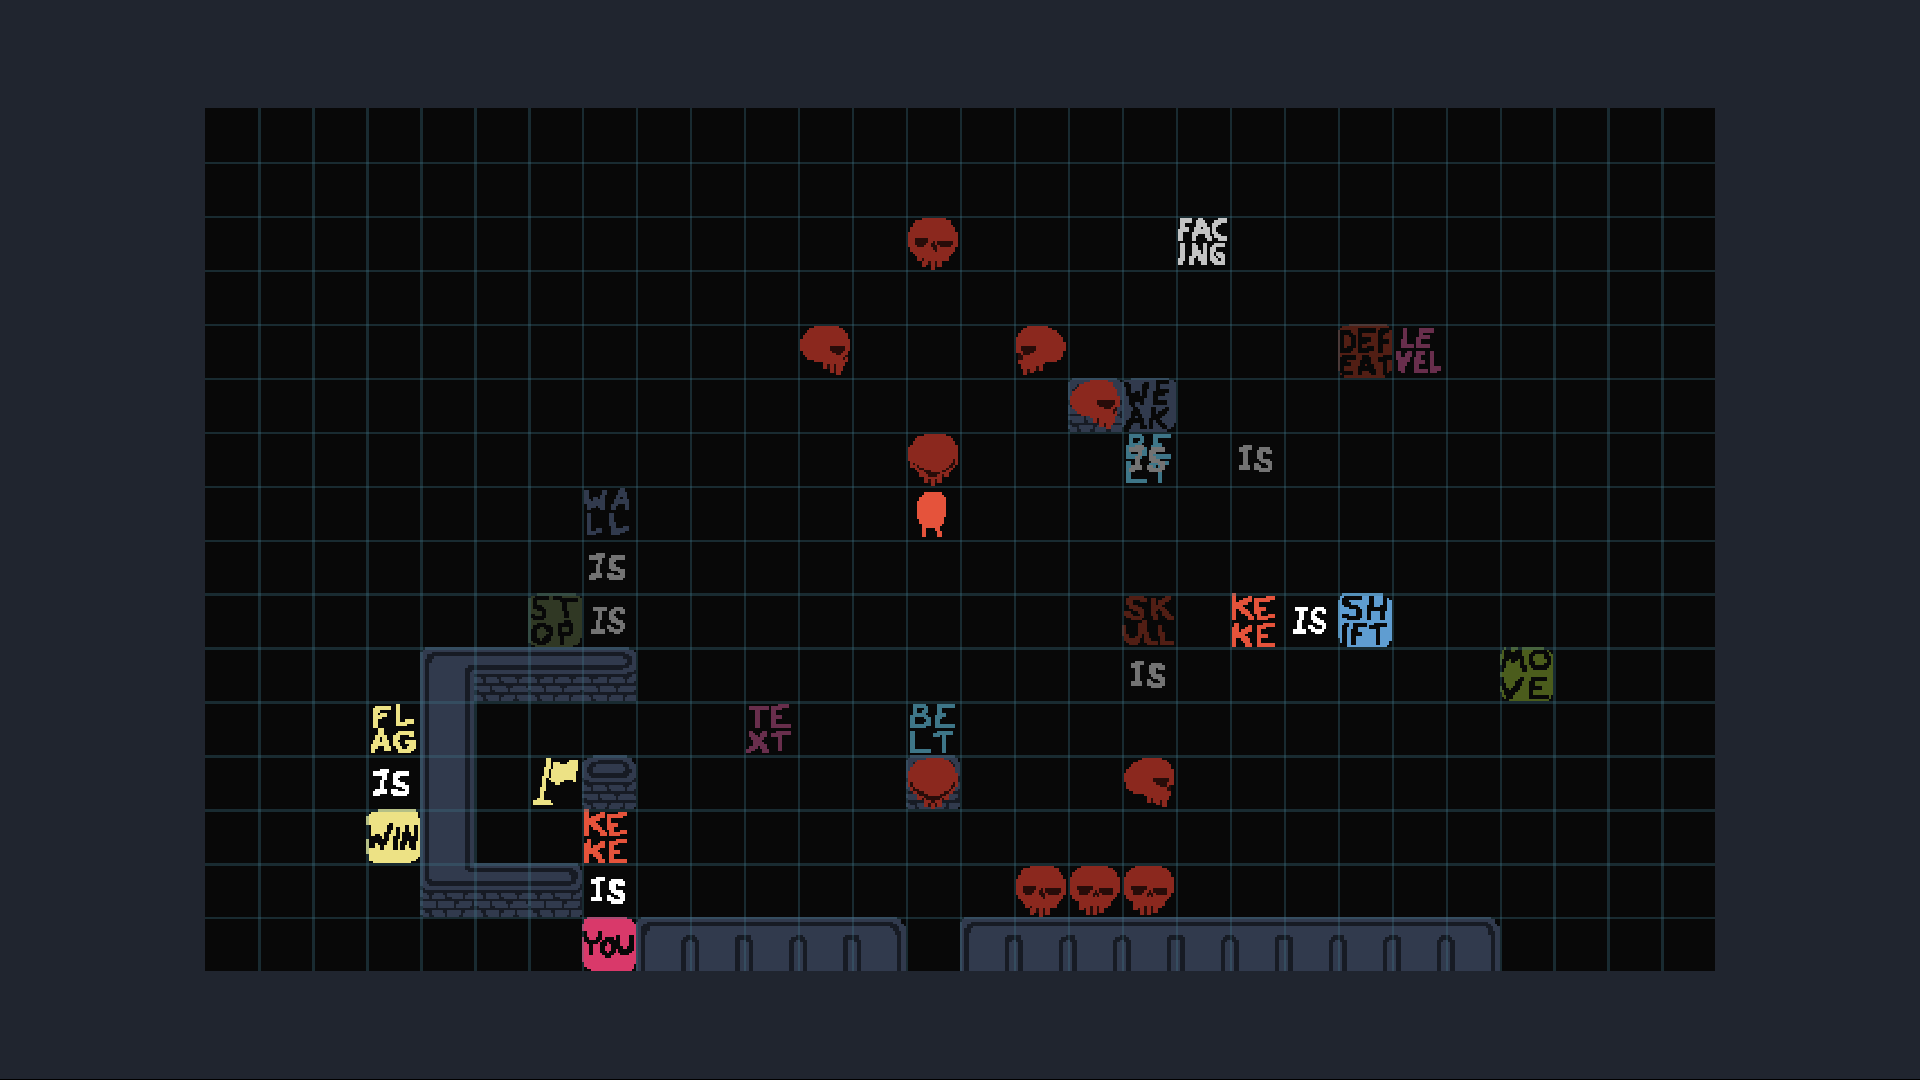 FACING
DEFEAT LEVEL
WEAK
BELT IS IS
WALL
IS
STOP IS SKULL KEKE IS SHIFT
IS MOVE
FLAG TEXT BELT
IS
WIN KEKE
IS
YOU